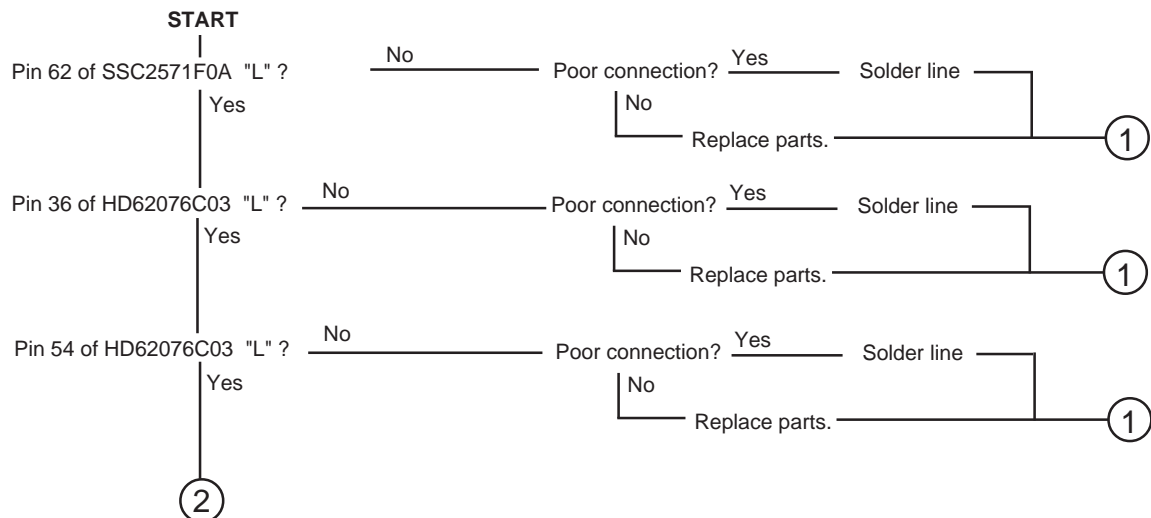 START
Pin 62 of SSC2571F0A "L" ?
No
Poor connection?
Yes
Solder line
Yes
No
Replace parts.
1
Pin 36 of HD62076C03 "L" ?
No
Poor connection?
Yes
Solder line
Yes
No
Replace parts.
1
Pin 54 of HD62076C03 "L" ?
No
Poor connection?
Yes
Solder line
Yes
No
Replace parts.
1
2